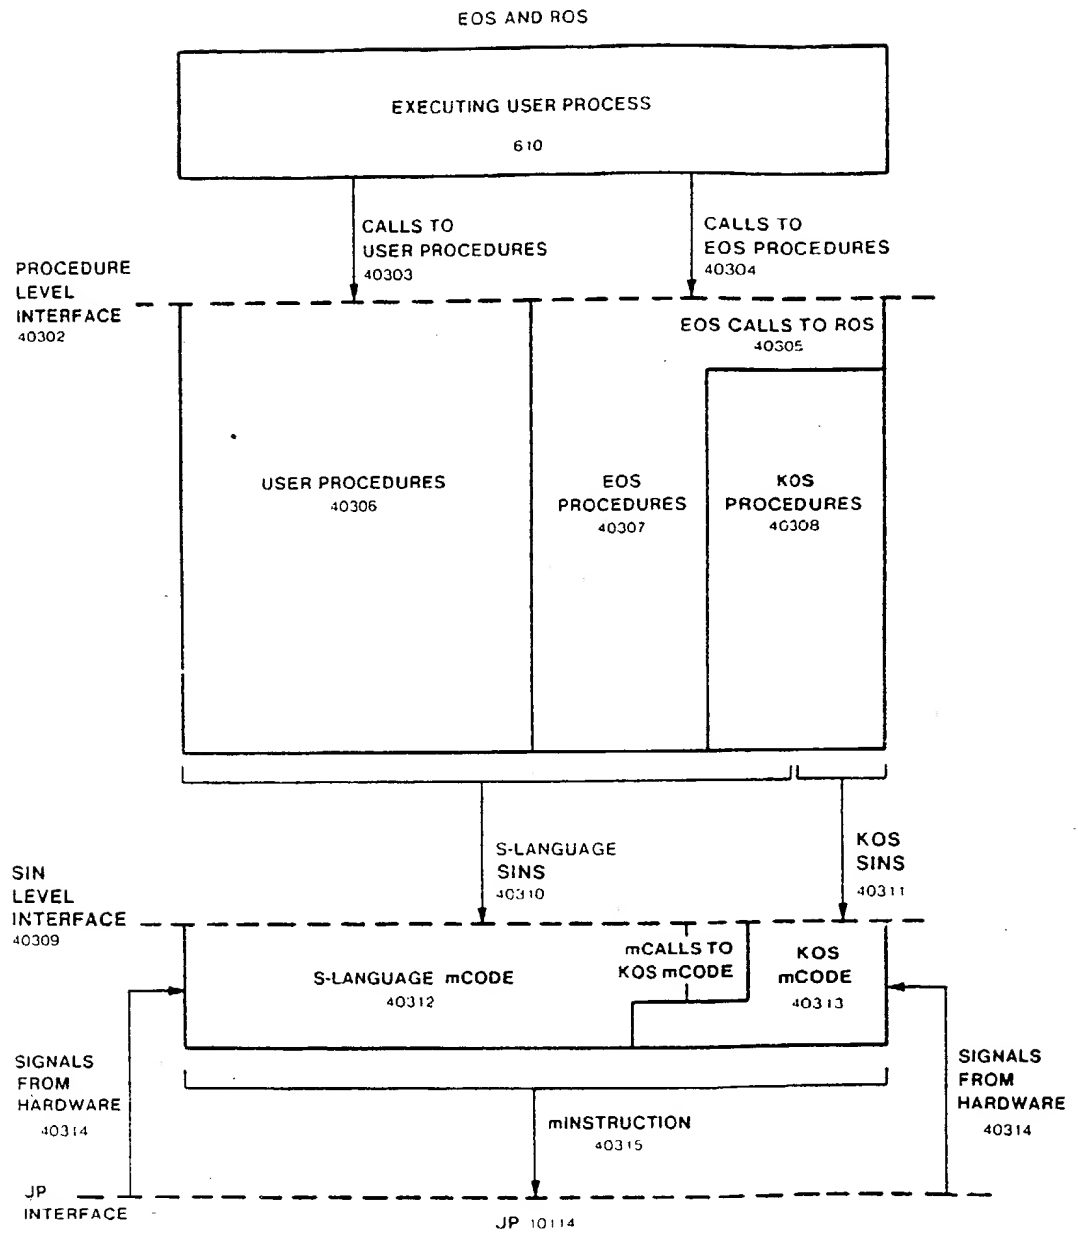 EOS AND ROS
EXECUTING USER PROCESS
610
CALLS TO
USER PROCEDURES
40303
CALLS TO
EOS PROCEDURES
40304
PROCEDURE
LEVEL
INTERFACE
40302
EOS CALLS TO ROS
40305
USER PROCEDURES
40306
EOS
PROCEDURES
40307
KOS
PROCEDURES
40308
S-LANGUAGE
SINS
40310
KOS
SINS
40311
SIN
LEVEL
INTERFACE
40309
S-LANGUAGE mCODE
40312
mCALLS TO
KOS mCODE
KOS
mCODE
40313
SIGNALS
FROM
HARDWARE
40314
mINSTRUCTION
40315
SIGNALS
FROM
HARDWARE
40314
JP
INTERFACE
JP 10114